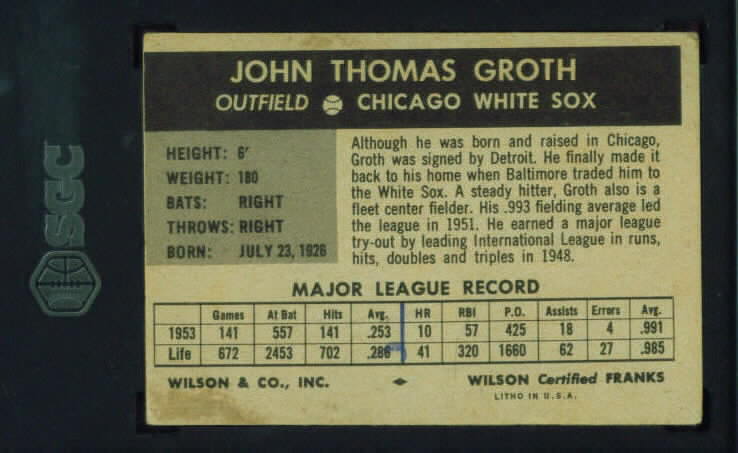 SGC
JOHN THOMAS GROTH
OUTFIELD CHICAGO WHITE SOX
HEIGHT: 6'
WEIGHT: 180
BATS: RIGHT
THROWS: RIGHT
BORN: JULY 23, 1926
Although he was born and raised in Chicago,
Groth was signed by Detroit. He finally made it
back to his home when Baltimore traded him to
the White Sox. A steady hitter, Groth also is a
fleet center fielder. His .993 fielding average led
the league in 1951. He earned a major league
try-out by leading International League in runs,
hits, doubles and triples in 1948.
MAJOR LEAGUE RECORD
Games At Bat Hits Avg. HR RBI P.O. Assists Errors Avg.
1953 141 557 141 .253 10 57 425 18 4 .991
Life 672 2453 702 .286 41 320 1660 62 27 .985
WILSON & CO., INC. WILSON Certified FRANKS
LITHO IN U.S.A.